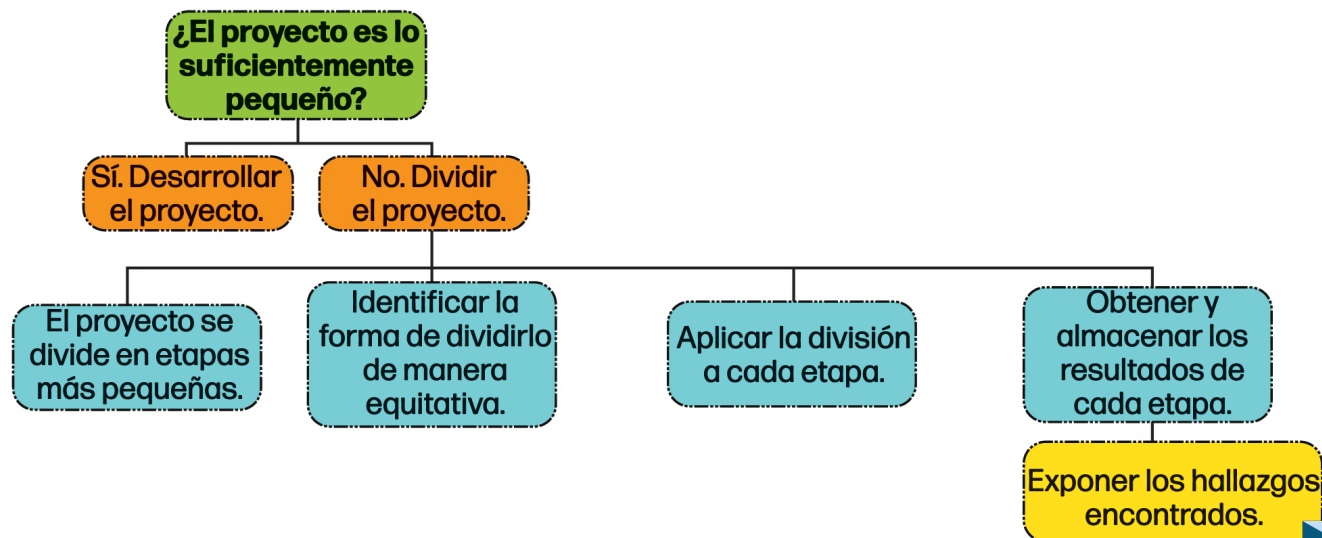 ¿El proyecto es lo
suficientemente
pequeño?
Sí. Desarrollar
el proyecto.
No. Dividir
el proyecto.
El proyecto se
divide en etapas
más pequeñas.
Identificar la
forma de dividirlo
de manera
equitativa.
Aplicar la división
a cada etapa.
Obtener y
almacenar los
resultados de
cada etapa.
Exponer los hallazgos
encontrados.